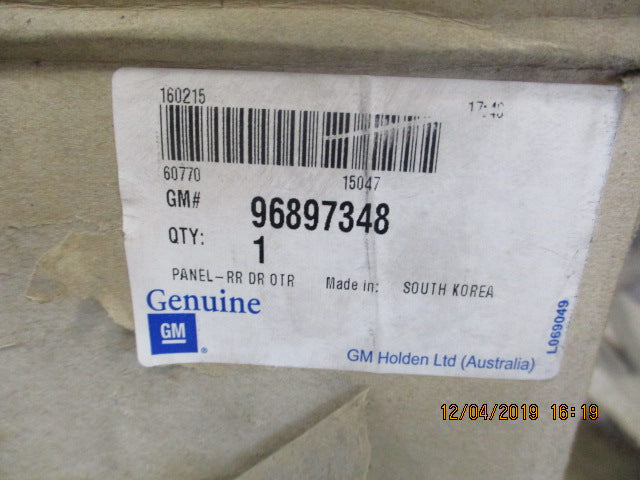 160215 17:40
60770 15047
GM# 96897348
QTY: 1
PANEL-RR DR OTR Made in: SOUTH KOREA
Genuine
GM ®
GM Holden Ltd (Australia)
L069049
12/04/2019 16:19